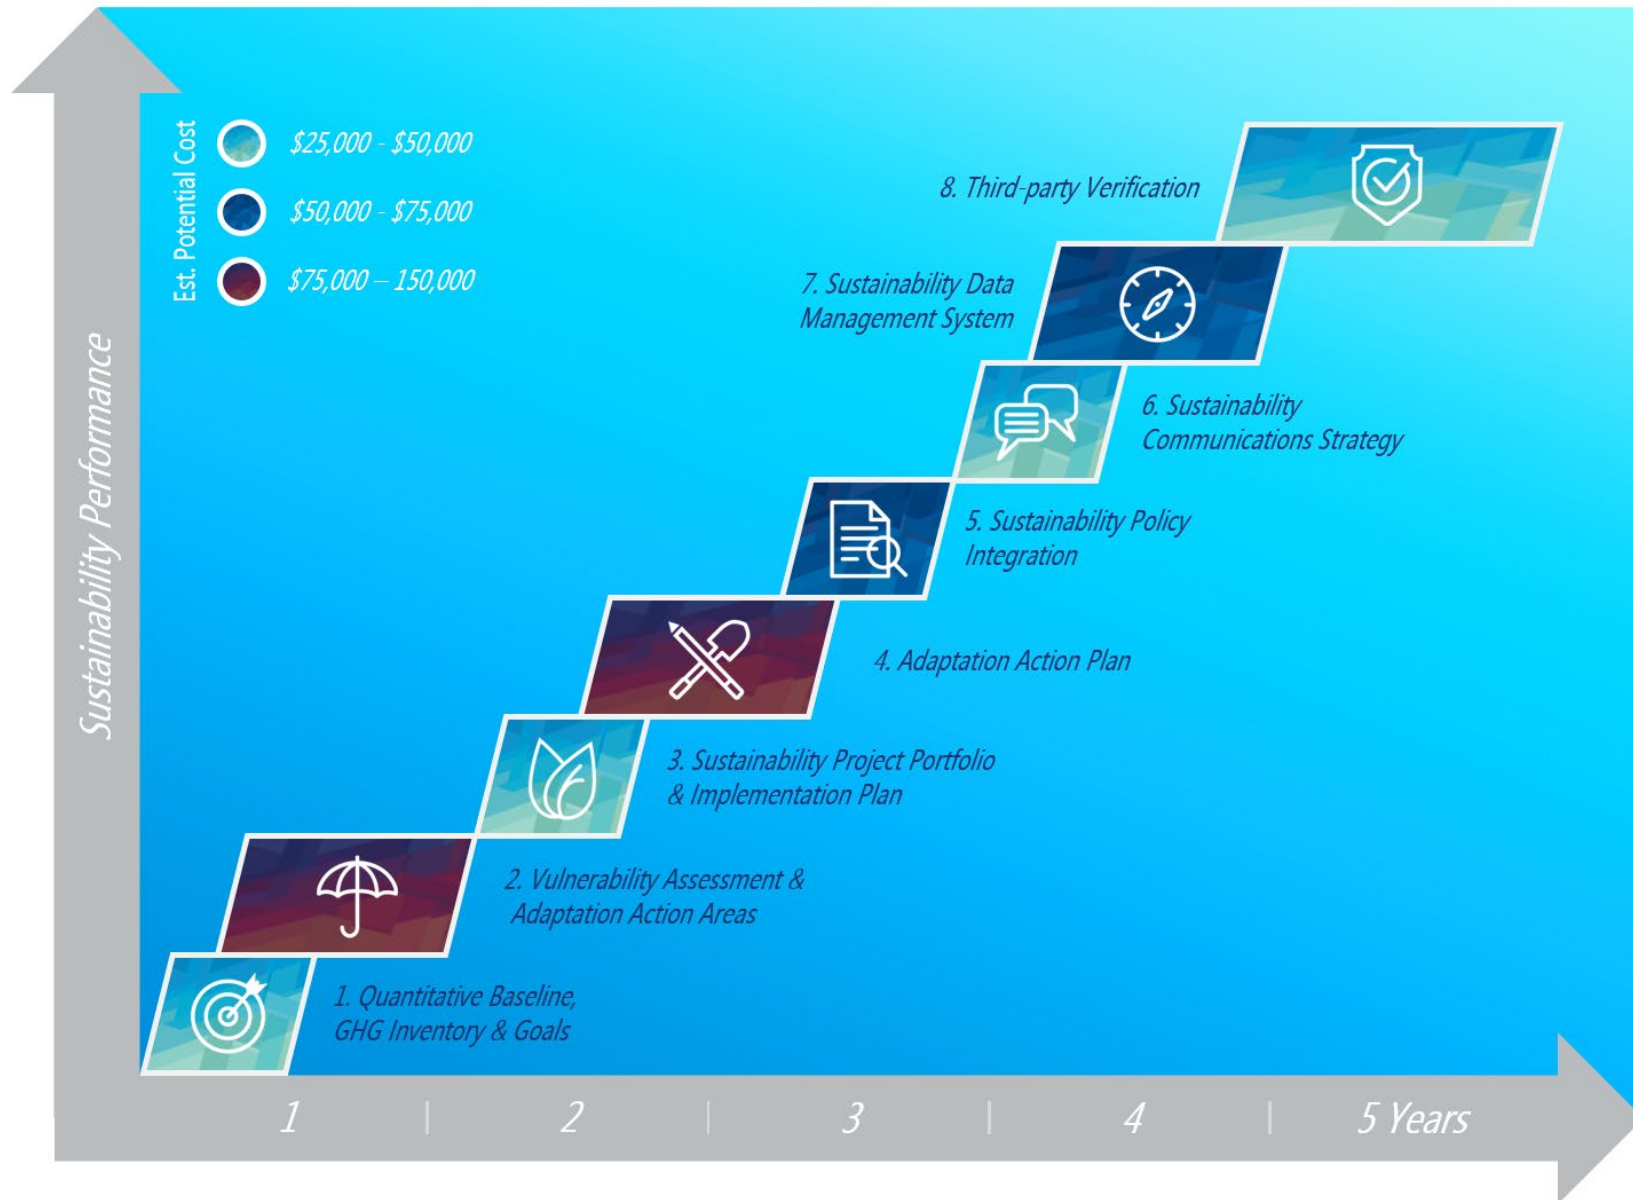 Sustainability Performance
Est. Potential Cost
$25,000 - $50,000
$50,000 - $75,000
$75,000 – 150,000
8. Third-party Verification
7. Sustainability Data
Management System
6. Sustainability
Communications Strategy
5. Sustainability Policy
Integration
4. Adaptation Action Plan
3. Sustainability Project Portfolio
& Implementation Plan
2. Vulnerability Assessment &
Adaptation Action Areas
1. Quantitative Baseline,
GHG Inventory & Goals
1 | 2 | 3 | 4 | 5 Years